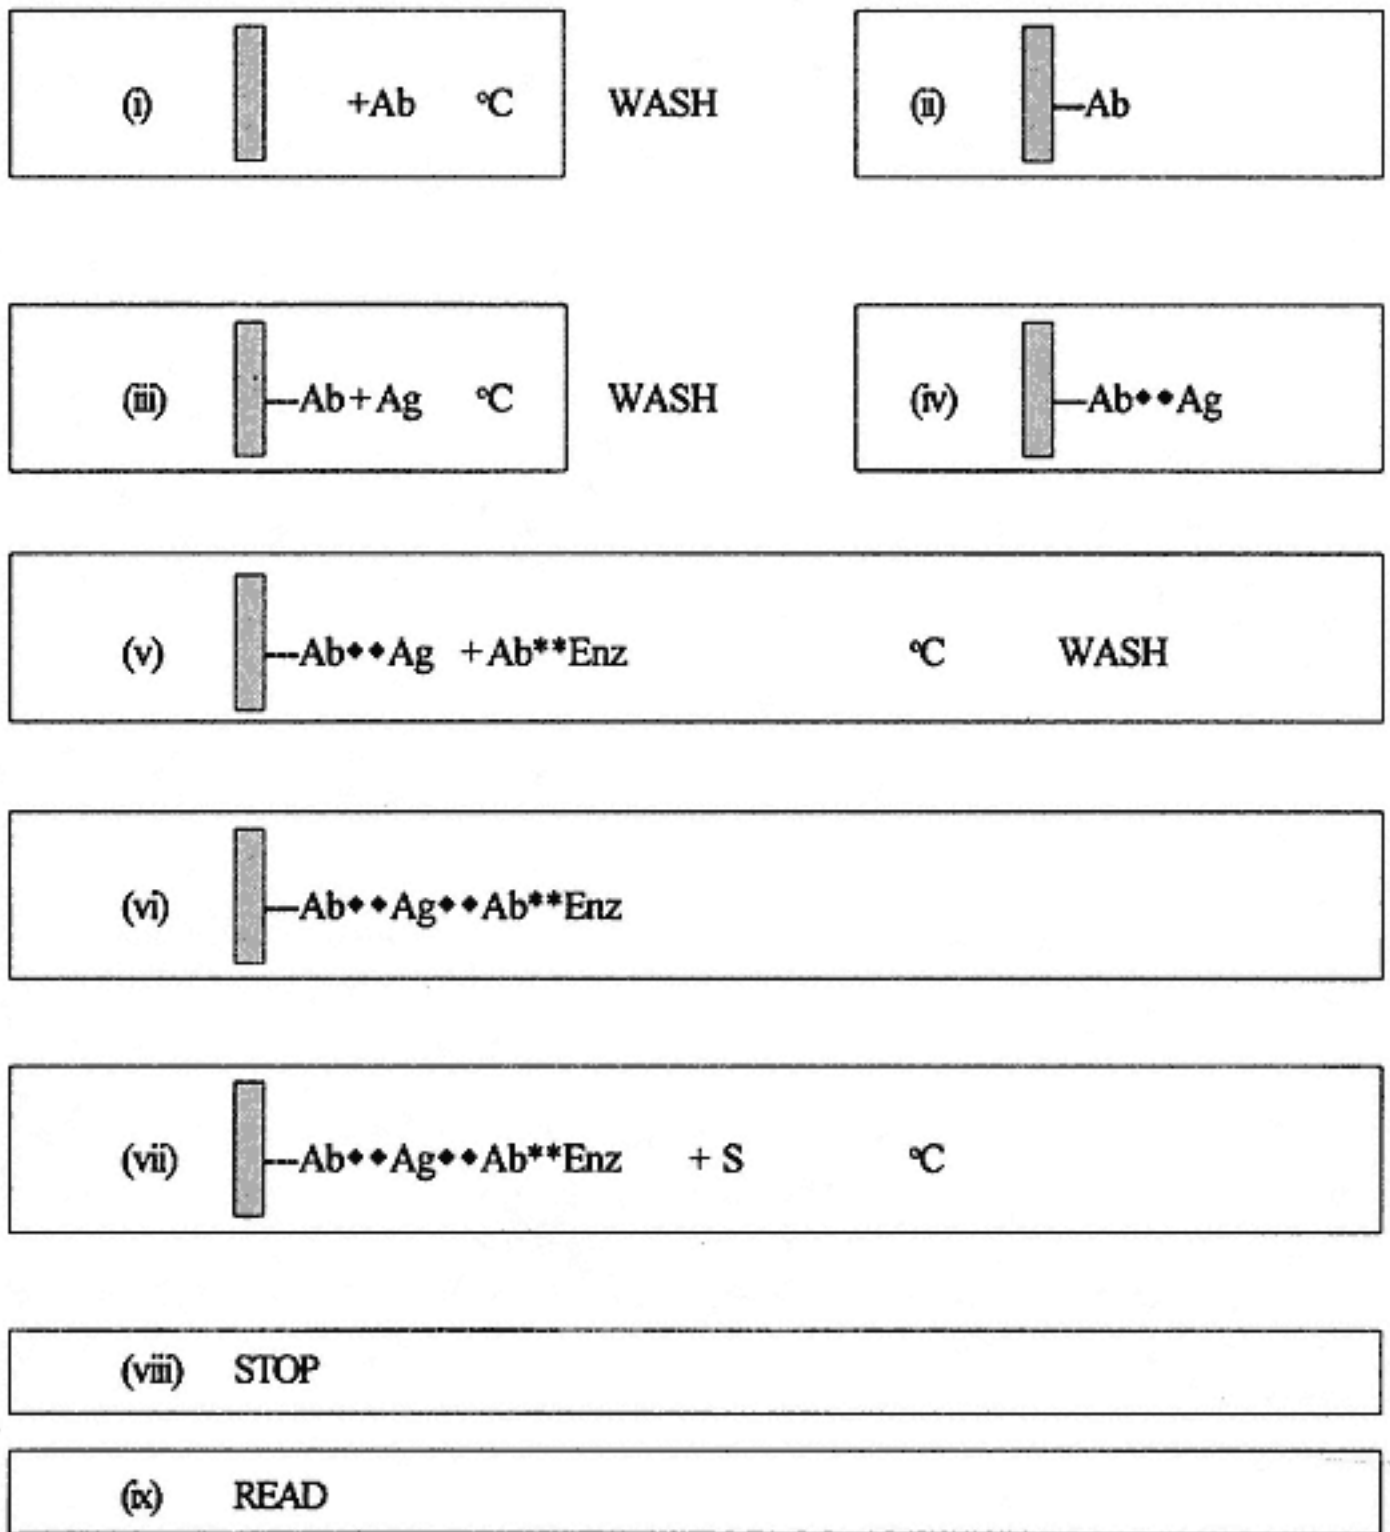 (i) +Ab °C WASH (ii) —Ab
(iii) —Ab + Ag °C WASH (iv) —Ab♦♦Ag
(v) ---Ab♦♦Ag + Ab**Enz °C WASH
(vi) —Ab♦♦Ag♦♦Ab**Enz
(vii) ---Ab♦♦Ag♦♦Ab**Enz + S °C
(viii) STOP
(ix) READ